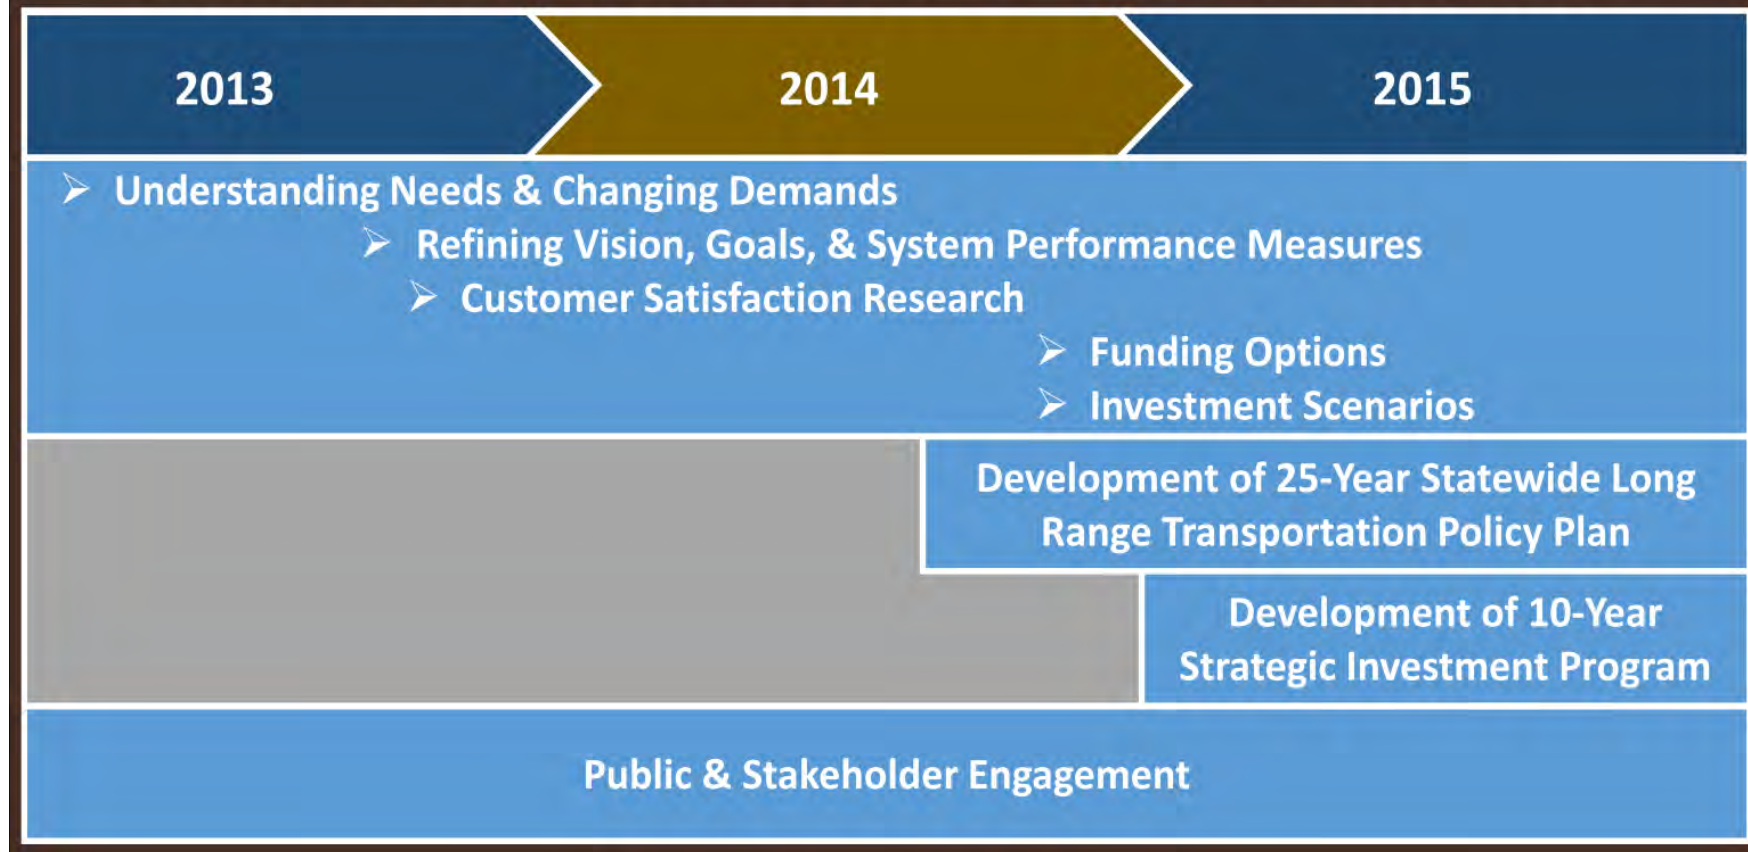 2013
2014
2015
➢ Understanding Needs & Changing Demands
➢ Refining Vision, Goals, & System Performance Measures
➢ Customer Satisfaction Research
➢ Funding Options
➢ Investment Scenarios
Development of 25-Year Statewide Long
Range Transportation Policy Plan
Development of 10-Year
Strategic Investment Program
Public & Stakeholder Engagement